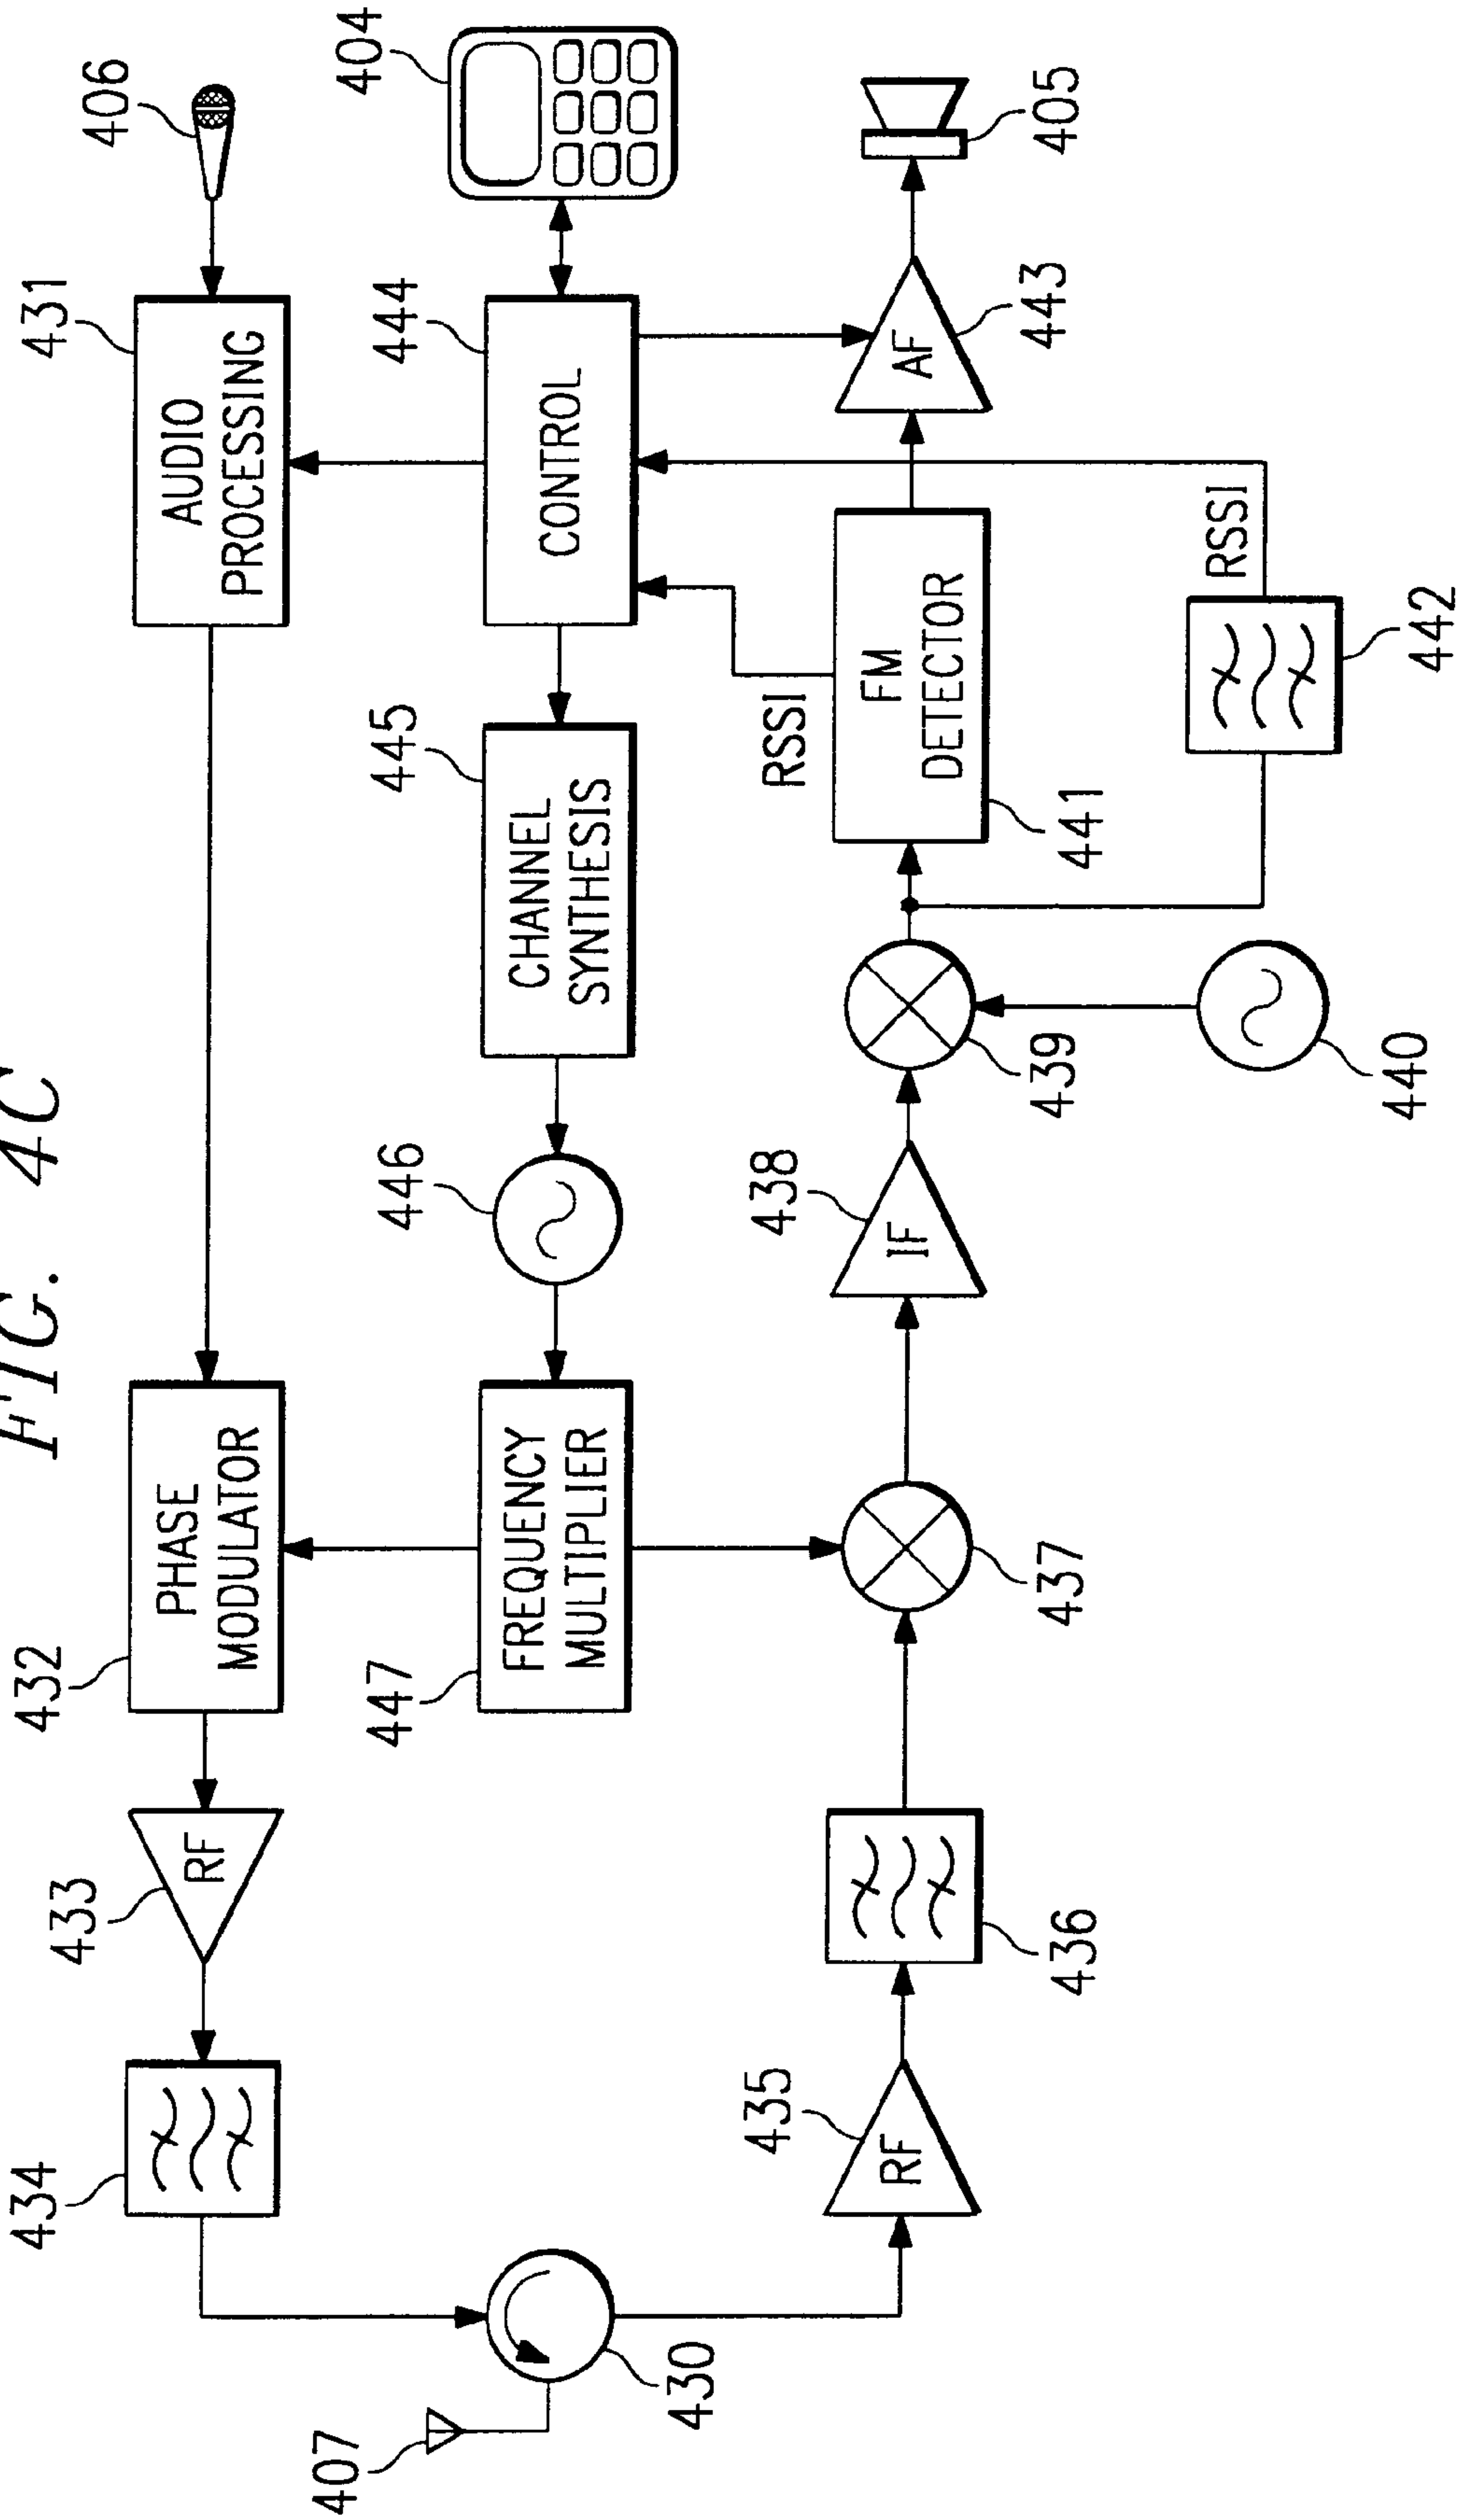 FIG. 4C
434
433
RF
432
PHASE
MODULATOR
431
AUDIO
PROCESSING
406
407
430
447
FREQUENCY
MULTIPLIER
446
445
CHANNEL
SYNTHESIS
444
CONTROL
404
435
RF
436
437
438
IF
439
440
RSSI
FM
DETECTOR
441
RSSI
442
AF
443
405